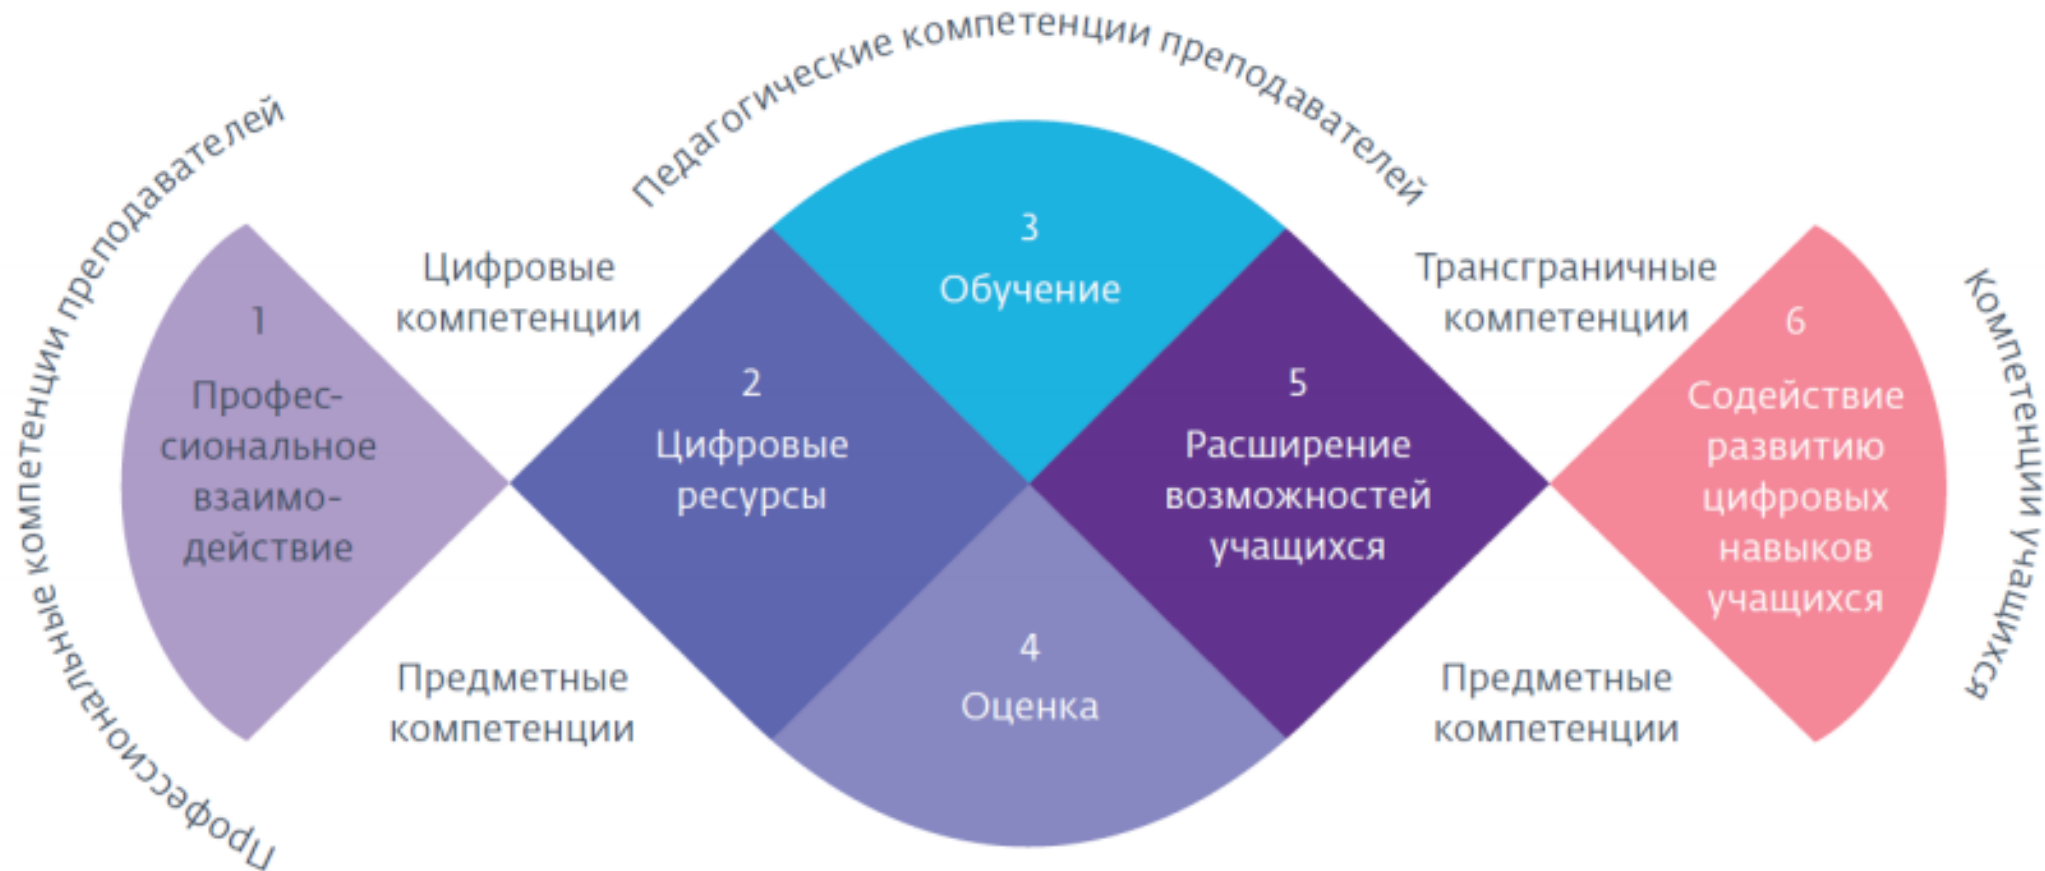 Профессиональные компетенции преподавателей
Педагогические компетенции преподавателей
Компетенции учащихся
1
Профес-
сиональное
взаимо-
действие
Цифровые
компетенции
Предметные
компетенции
2
Цифровые
ресурсы
3
Обучение
4
Оценка
5
Расширение
возможностей
учащихся
Трансграничные
компетенции
Предметные
компетенции
6
Содействие
развитию
цифровых
навыков
учащихся